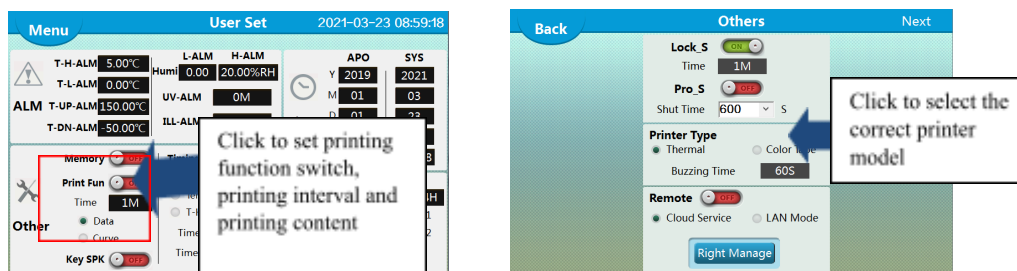 Menu
User Set
2021-03-23 08:59:18
L-ALM H-ALM
T-H-ALM 5.00℃
Humi 0.00 20.00%RH
T-L-ALM 0.00℃
UV-ALM 0M
ALM T-UP-ALM 150.00℃
T-DN-ALM -50.00℃
ILL-ALM
APO SYS
Y 2019 2021
M 01 03
D 01 23
Memory OFF
Print Fun
Time 1M
Other
Data
Curve
Key SPK OFF
Time
Time
Click to set printing
function switch,
printing interval and
printing content
Back
Others
Next
Lock_S ON
Time 1M
Pro_S OFF
Shut Time 600 S
Printer Type
Thermal
Color
Buzzing Time 60S
Remote OFF
Cloud Service LAN Mode
Right Manage
Click to select the
correct printer
model